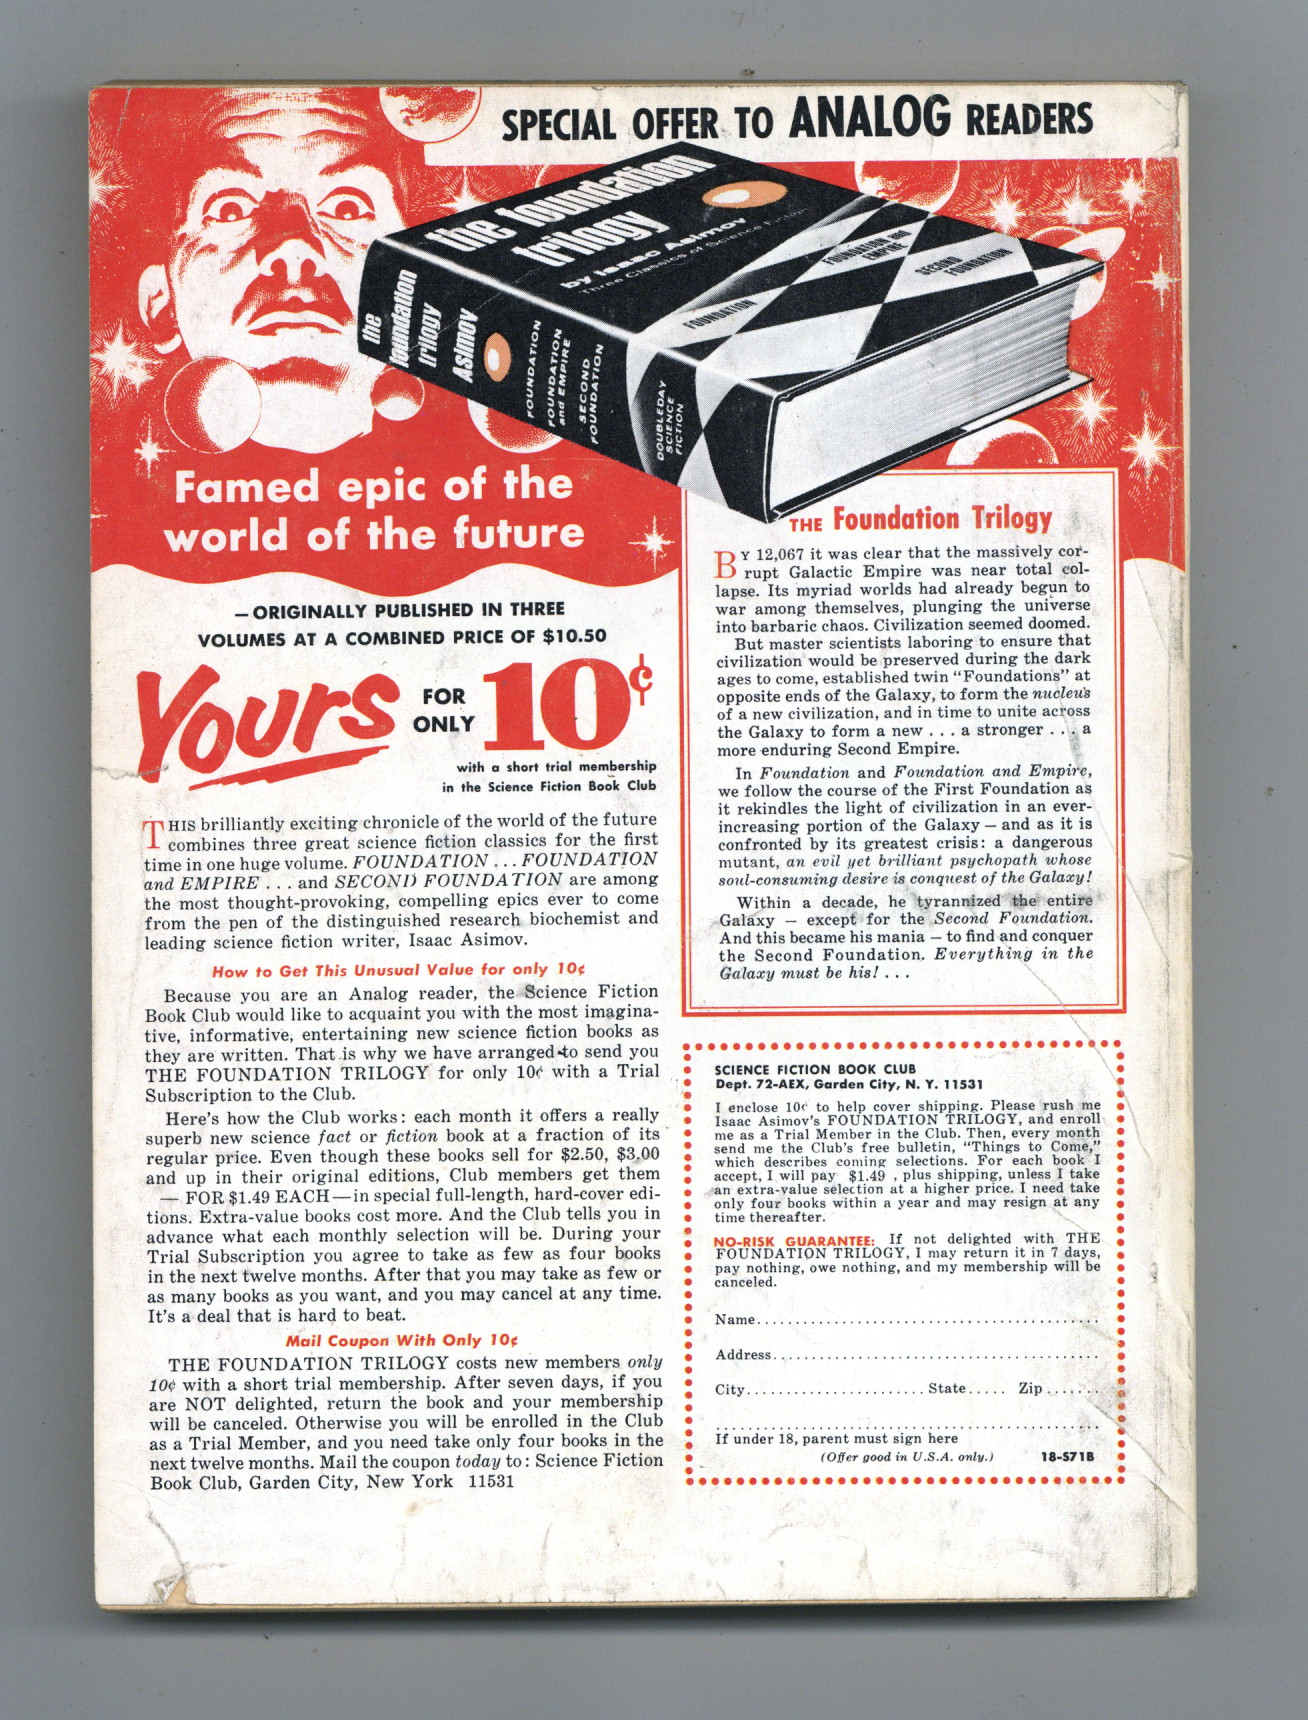 SPECIAL OFFER TO ANALOG READERS
the foundation
trilogy
by Isaac Asimov
Three Classics of Science Fiction
FOUNDATION
FOUNDATION and
EMPIRE
SECOND
FOUNDATION
the
foundation
trilogy
Asimov
FOUNDATION
FOUNDATION
and EMPIRE
SECOND
FOUNDATION
DOUBLEDAY
SCIENCE
FICTION
Famed epic of the
world of the future
—ORIGINALLY PUBLISHED IN THREE
VOLUMES AT A COMBINED PRICE OF $10.50
Yours FOR
ONLY 10¢
with a short trial membership
in the Science Fiction Book Club
THIS brilliantly exciting chronicle of the world of the future
combines three great science fiction classics for the first
time in one huge volume. FOUNDATION ... FOUNDATION
and EMPIRE ... and SECOND FOUNDATION are among
the most thought-provoking, compelling epics ever to come
from the pen of the distinguished research biochemist and
leading science fiction writer, Isaac Asimov.
How to Get This Unusual Value for only 10¢
Because you are an Analog reader, the Science Fiction
Book Club would like to acquaint you with the most imagina-
tive, informative, entertaining new science fiction books as
they are written. That is why we have arranged to send you
THE FOUNDATION TRILOGY for only 10¢ with a Trial
Subscription to the Club.
Here's how the Club works: each month it offers a really
superb new science fact or fiction book at a fraction of its
regular price. Even though these books sell for $2.50, $3.00
and up in their original editions, Club members get them
— FOR $1.49 EACH—in special full-length, hard-cover edi-
tions. Extra-value books cost more. And the Club tells you in
advance what each monthly selection will be. During your
Trial Subscription you agree to take as few as four books
in the next twelve months. After that you may take as few or
as many books as you want, and you may cancel at any time.
It's a deal that is hard to beat.
Mail Coupon With Only 10¢
THE FOUNDATION TRILOGY costs new members only
10¢ with a short trial membership. After seven days, if you
are NOT delighted, return the book and your membership
will be canceled. Otherwise you will be enrolled in the Club
as a Trial Member, and you need take only four books in the
next twelve months. Mail the coupon today to: Science Fiction
Book Club, Garden City, New York 11531
THE Foundation Trilogy
BY 12,067 it was clear that the massively cor-
rupt Galactic Empire was near total col-
lapse. Its myriad worlds had already begun to
war among themselves, plunging the universe
into barbaric chaos. Civilization seemed doomed.
But master scientists laboring to ensure that
civilization would be preserved during the dark
ages to come, established twin "Foundations" at
opposite ends of the Galaxy, to form the nucleus
of a new civilization, and in time to unite across
the Galaxy to form a new ... a stronger ... a
more enduring Second Empire.
In Foundation and Foundation and Empire,
we follow the course of the First Foundation as
it rekindles the light of civilization in an ever-
increasing portion of the Galaxy — and as it is
confronted by its greatest crisis: a dangerous
mutant, an evil yet brilliant psychopath whose
soul-consuming desire is conquest of the Galaxy!
Within a decade, he tyrannized the entire
Galaxy — except for the Second Foundation.
And this became his mania — to find and conquer
the Second Foundation. Everything in the
Galaxy must be his! ...
SCIENCE FICTION BOOK CLUB
Dept. 72-AEX, Garden City, N. Y. 11531
I enclose 10¢ to help cover shipping. Please rush me
Isaac Asimov's FOUNDATION TRILOGY, and enroll
me as a Trial Member in the Club. Then, every month
send me the Club's free bulletin, "Things to Come,"
which describes coming selections. For each book I
accept, I will pay $1.49 , plus shipping, unless I take
an extra-value selection at a higher price. I need take
only four books within a year and may resign at any
time thereafter.
NO-RISK GUARANTEE: If not delighted with THE
FOUNDATION TRILOGY, I may return it in 7 days,
pay nothing, owe nothing, and my membership will be
canceled.
Name
Address
City State Zip
If under 18, parent must sign here
(Offer good in U.S.A. only.) 18-S71B